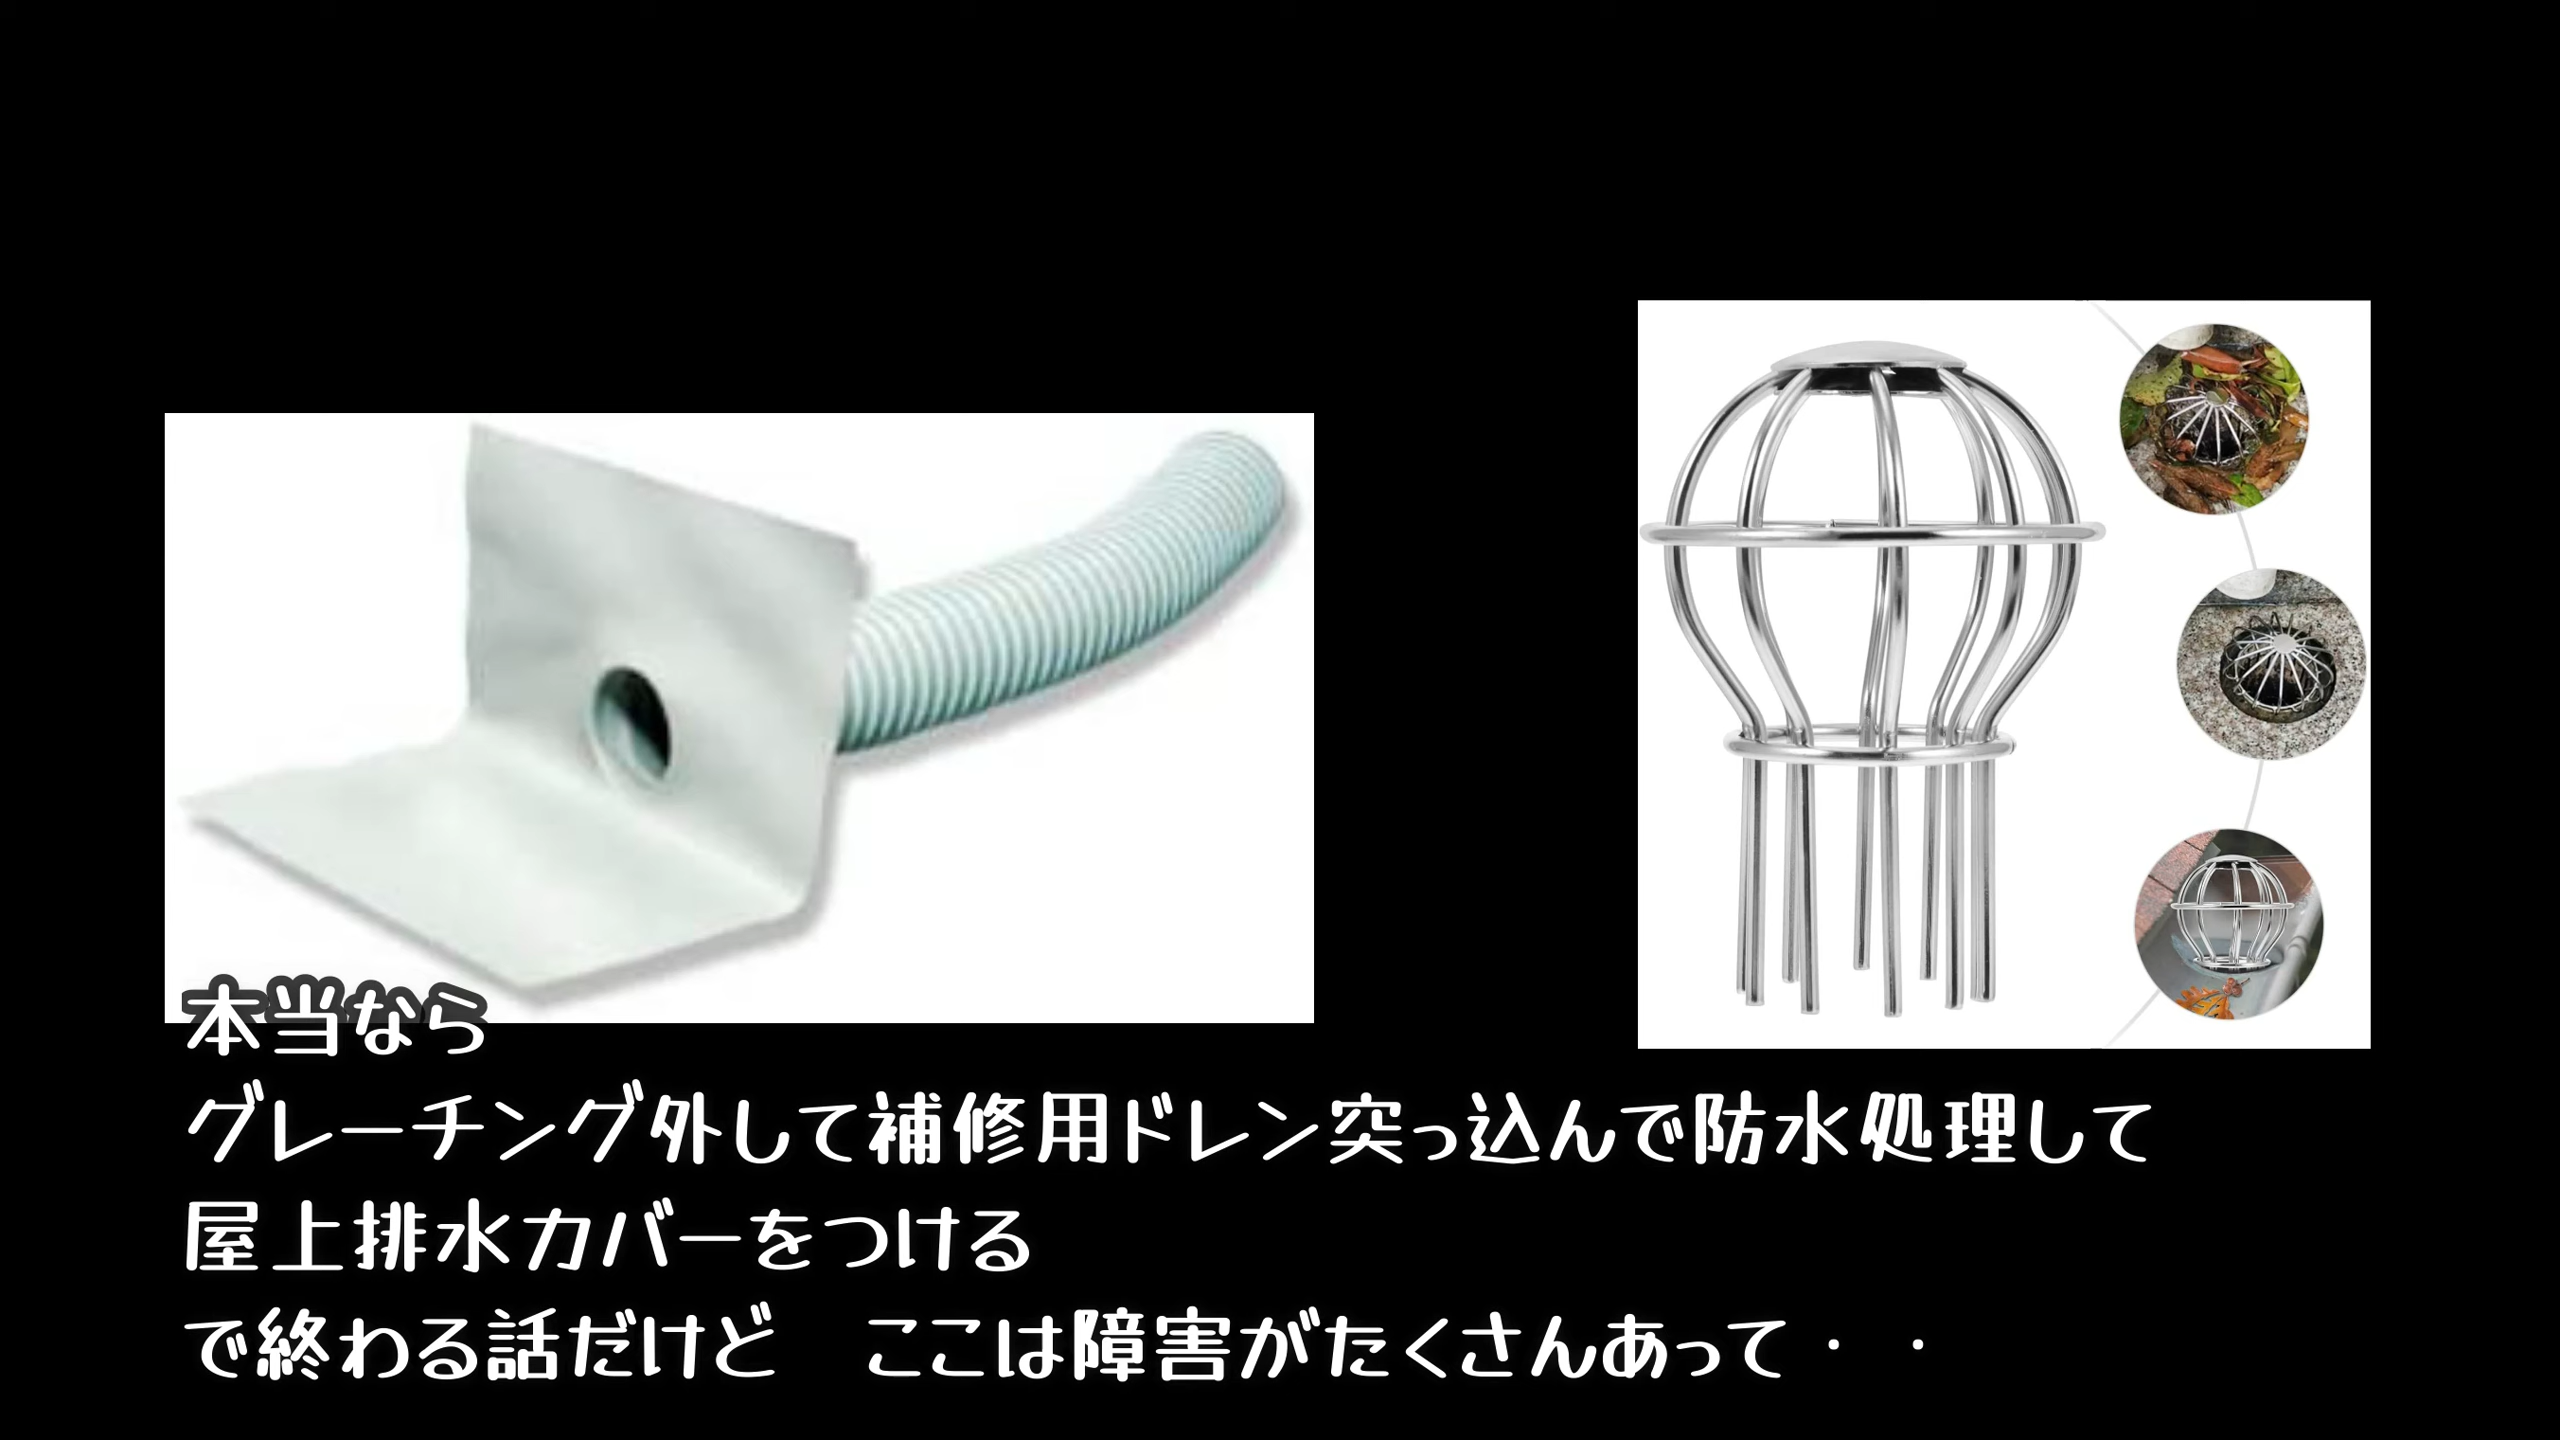 本当なら
グレーチング外して補修用ドレン突っ込んで防水処理して
屋上排水カバーをつける
で終わる話だけど　ここは障害がたくさんあって・・